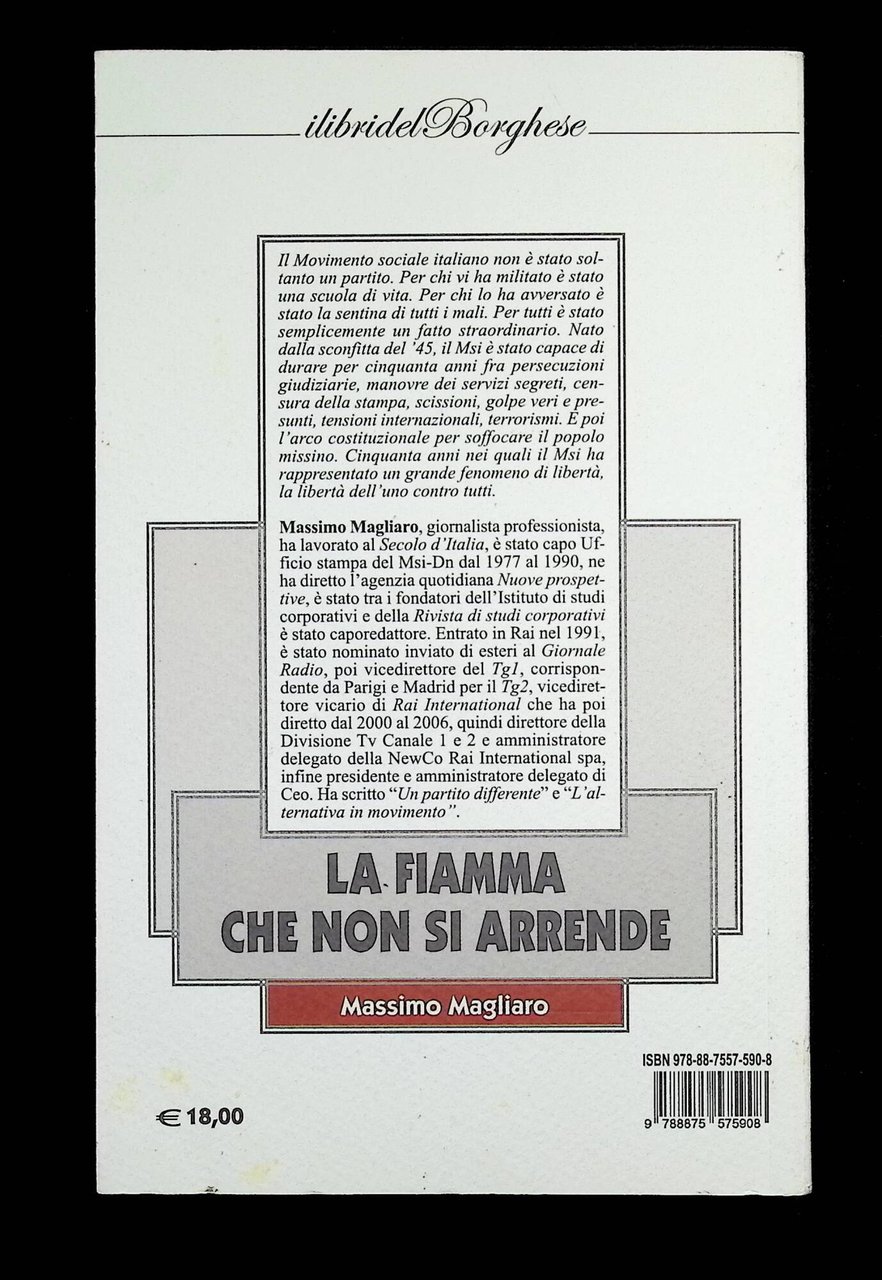 ilibridelBorghese
Il Movimento sociale italiano non è stato sol-
tanto un partito. Per chi vi ha militato è stato
una scuola di vita. Per chi lo ha avversato è
stato la sentina di tutti i mali. Per tutti è stato
semplicemente un fatto straordinario. Nato
dalla sconfitta del '45, il Msi è stato capace di
durare per cinquanta anni fra persecuzioni
giudiziarie, manovre dei servizi segreti, cen-
sura della stampa, scissioni, golpe veri e pre-
sunti, tensioni internazionali, terrorismi. E poi
l'arco costituzionale per soffocare il popolo
missino. Cinquanta anni nei quali il Msi ha
rappresentato un grande fenomeno di libertà,
la libertà dell'uno contro tutti.
Massimo Magliaro, giornalista professionista,
ha lavorato al Secolo d'Italia, è stato capo Uf-
ficio stampa del Msi-Dn dal 1977 al 1990, ne
ha diretto l'agenzia quotidiana Nuove prospet-
tive, è stato tra i fondatori dell'Istituto di studi
corporativi e della Rivista di studi corporativi
è stato caporedattore. Entrato in Rai nel 1991,
è stato nominato inviato di esteri al Giornale
Radio, poi vicedirettore del Tg1, corrispon-
dente da Parigi e Madrid per il Tg2, vicediret-
tore vicario di Rai International che ha poi
diretto dal 2000 al 2006, quindi direttore della
Divisione Tv Canale 1 e 2 e amministratore
delegato della NewCo Rai International spa,
infine presidente e amministratore delegato di
Ceo. Ha scritto “Un partito differente” e “L'al-
ternativa in movimento”.
LA FIAMMA
CHE NON SI ARRENDE
Massimo Magliaro
ISBN 978-88-7557-590-8
9 788875 575908
€ 18,00